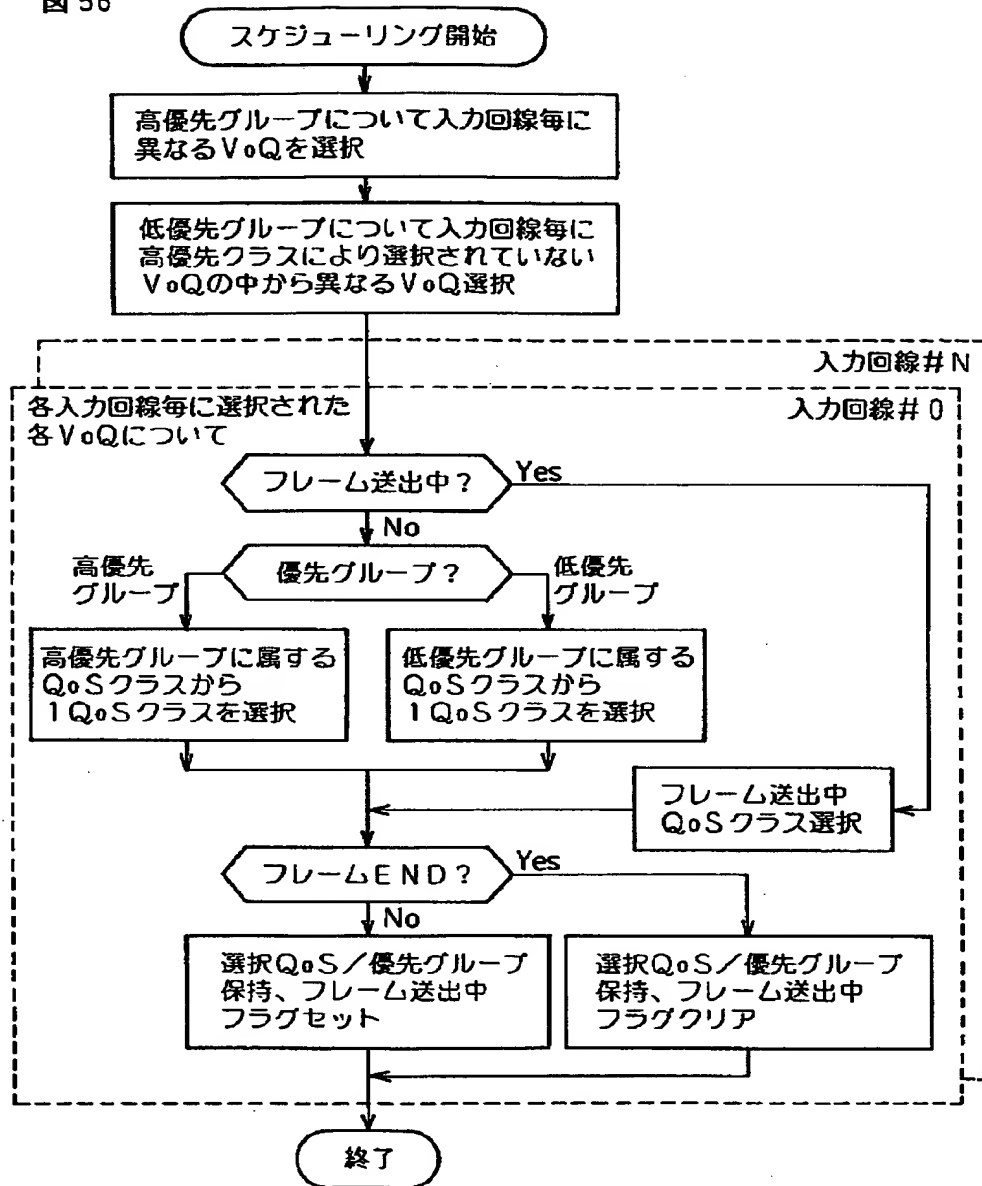 図56
スケジューリング開始
高優先グループについて入力回線毎に
異なるVoQを選択
低優先グループについて入力回線毎に
高優先クラスにより選択されていない
VoQの中から異なるVoQ選択
入力回線#N
各入力回線毎に選択された
各VoQについて
入力回線#0
フレーム送出中?
Yes
No
高優先
グループ
優先グループ?
低優先
グループ
高優先グループに属する
QoSクラスから
1QoSクラスを選択
低優先グループに属する
QoSクラスから
1QoSクラスを選択
フレーム送出中
QoSクラス選択
フレームEND?
Yes
No
選択QoS/優先グループ
保持、フレーム送出中
フラグセット
選択QoS/優先グループ
保持、フレーム送出中
フラグクリア
終了